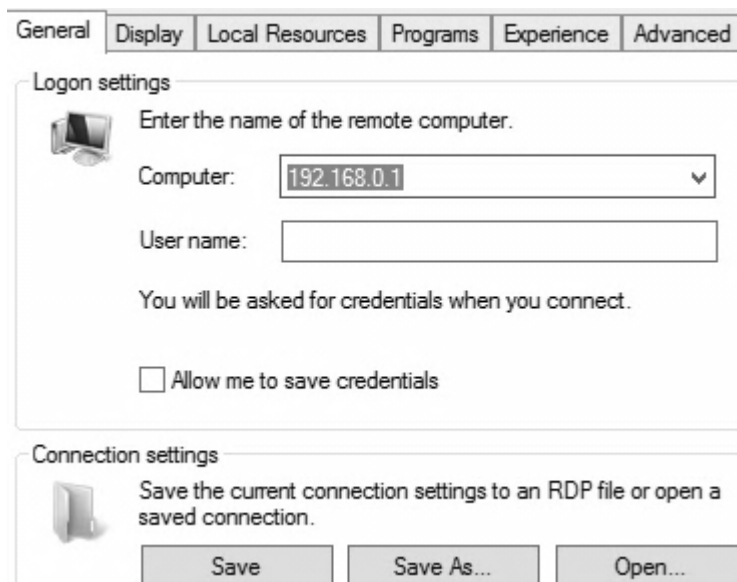 General Display Local Resources Programs Experience Advanced
Logon settings
Enter the name of the remote computer.
Computer: 192.168.0.1
User name:
You will be asked for credentials when you connect.
Allow me to save credentials
Connection settings
Save the current connection settings to an RDP file or open a
saved connection.
Save Save As... Open...